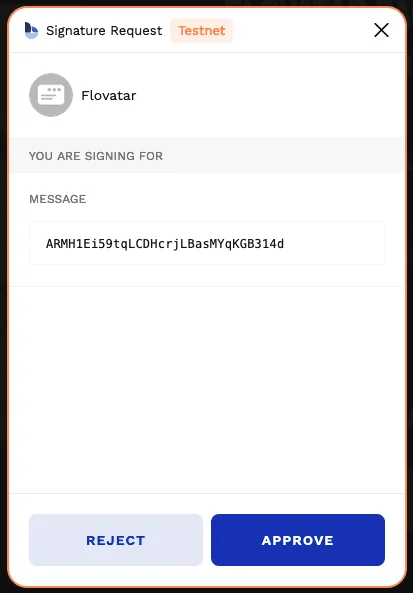 Signature Request Testnet
Flovatar
YOU ARE SIGNING FOR
MESSAGE
ARMH1Ei59tqLCDHcrjLBasMYqKGB314d
REJECT APPROVE